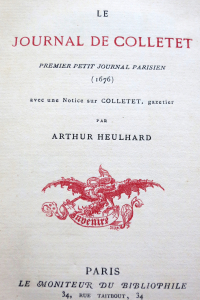 LE
JOURNAL DE COLLETET
PREMIER PETIT JOURNAL PARISIEN
(1676)
avec une Notice sur COLLETET, gazetier
PAR
ARTHUR HEULHARD
Invenire
PARIS
LE MONITEUR DU BIBLIOPHILE
34, RUE TAITBOUT, 34